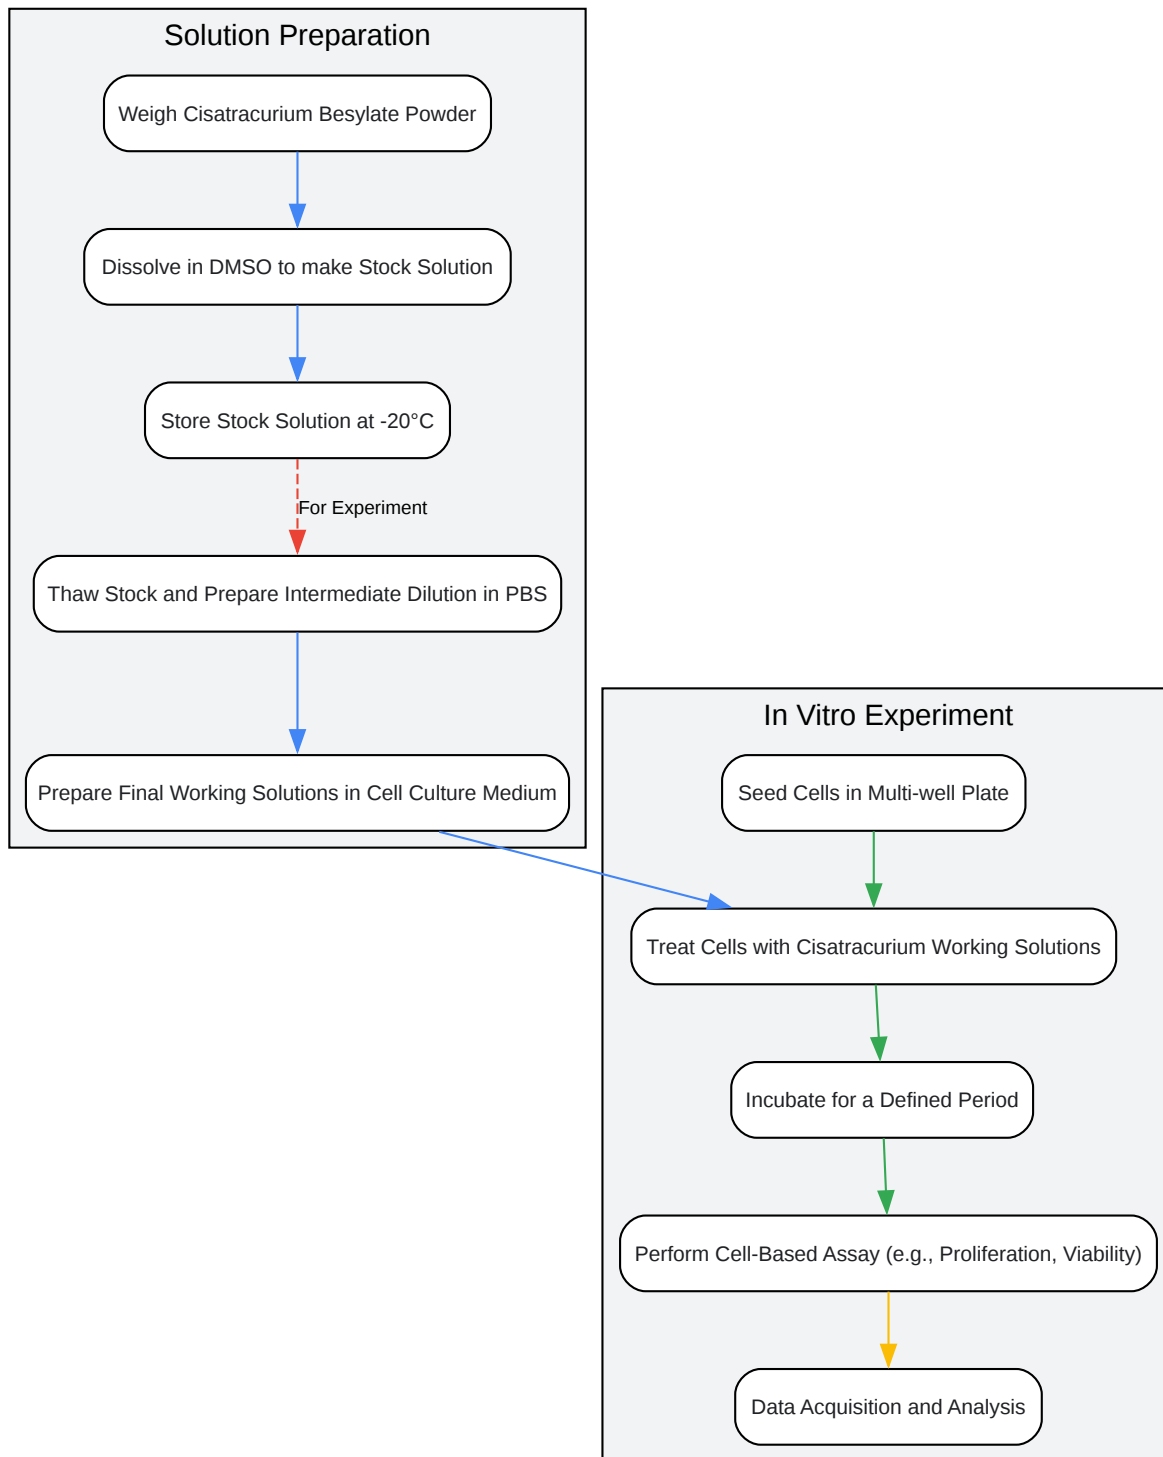 Solution Preparation
Weigh Cisatracurium Besylate Powder
Dissolve in DMSO to make Stock Solution
Store Stock Solution at -20°C
For Experiment
Thaw Stock and Prepare Intermediate Dilution in PBS
Prepare Final Working Solutions in Cell Culture Medium
In Vitro Experiment
Seed Cells in Multi-well Plate
Treat Cells with Cisatracurium Working Solutions
Incubate for a Defined Period
Perform Cell-Based Assay (e.g., Proliferation, Viability)
Data Acquisition and Analysis